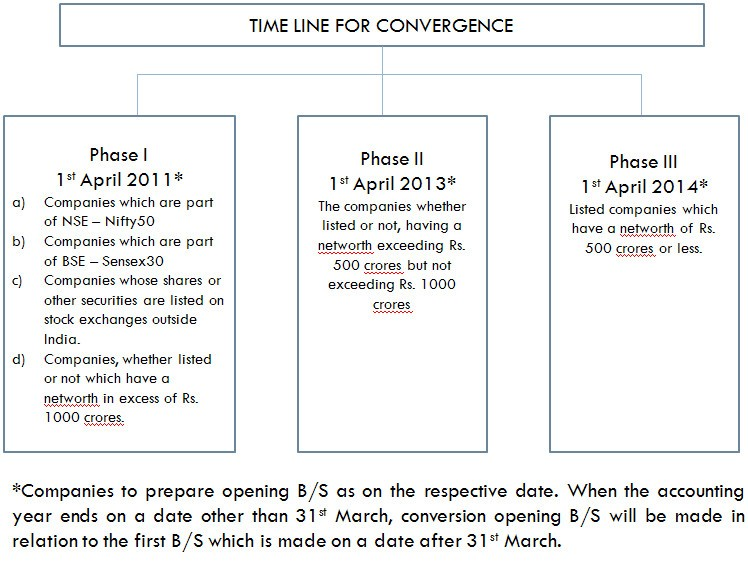 TIME LINE FOR CONVERGENCE
Phase I
1st April 2011*
a) Companies which are part
of NSE – Nifty50
b) Companies which are part
of BSE – Sensex30
c) Companies whose shares or
other securities are listed on
stock exchanges outside
India.
d) Companies, whether listed
or not which have a
networth in excess of Rs.
1000 crores.
Phase II
1st April 2013*
The companies whether
listed or not, having a
networth exceeding Rs.
500 crores but not
exceeding Rs. 1000
crores
Phase III
1st April 2014*
Listed companies which
have a networth of Rs.
500 crores or less.
*Companies to prepare opening B/S as on the respective date. When the accounting
year ends on a date other than 31st March, conversion opening B/S will be made in
relation to the first B/S which is made on a date after 31st March.